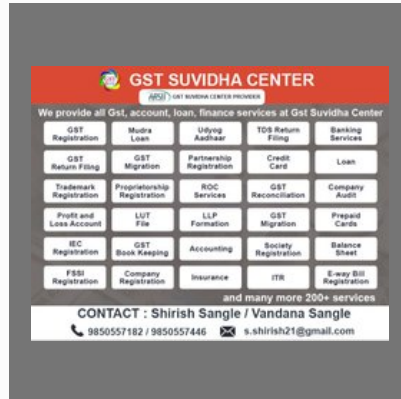 GST SUVIDHA CENTER
GST SUVIDHA CENTER PROVIDER
We provide all Gst, account, loan, finance services at Gst Suvidha Center
GST Registration
Mudra Loan
Udyog Aadhaar
TDS Return Filing
Banking Services
GST Return Filing
GST Migration
Partnership Registration
Credit Card
Loan
Trademark Registration
Proprietorship Registration
ROC Services
GST Reconciliation
Company Audit
Profit and Loss Account
LUT File
LLP Formation
GST Migration
Prepaid Cards
IEC Registration
GST Book Keeping
Accounting
Society Registration
Balance Sheet
FSSI Registration
Company Registration
Insurance
ITR
E-way Bill Registration
and many more 200+ services
CONTACT : Shirish Sangle / Vandana Sangle
9850557182 / 9850557446 s.shirish21@gmail.com